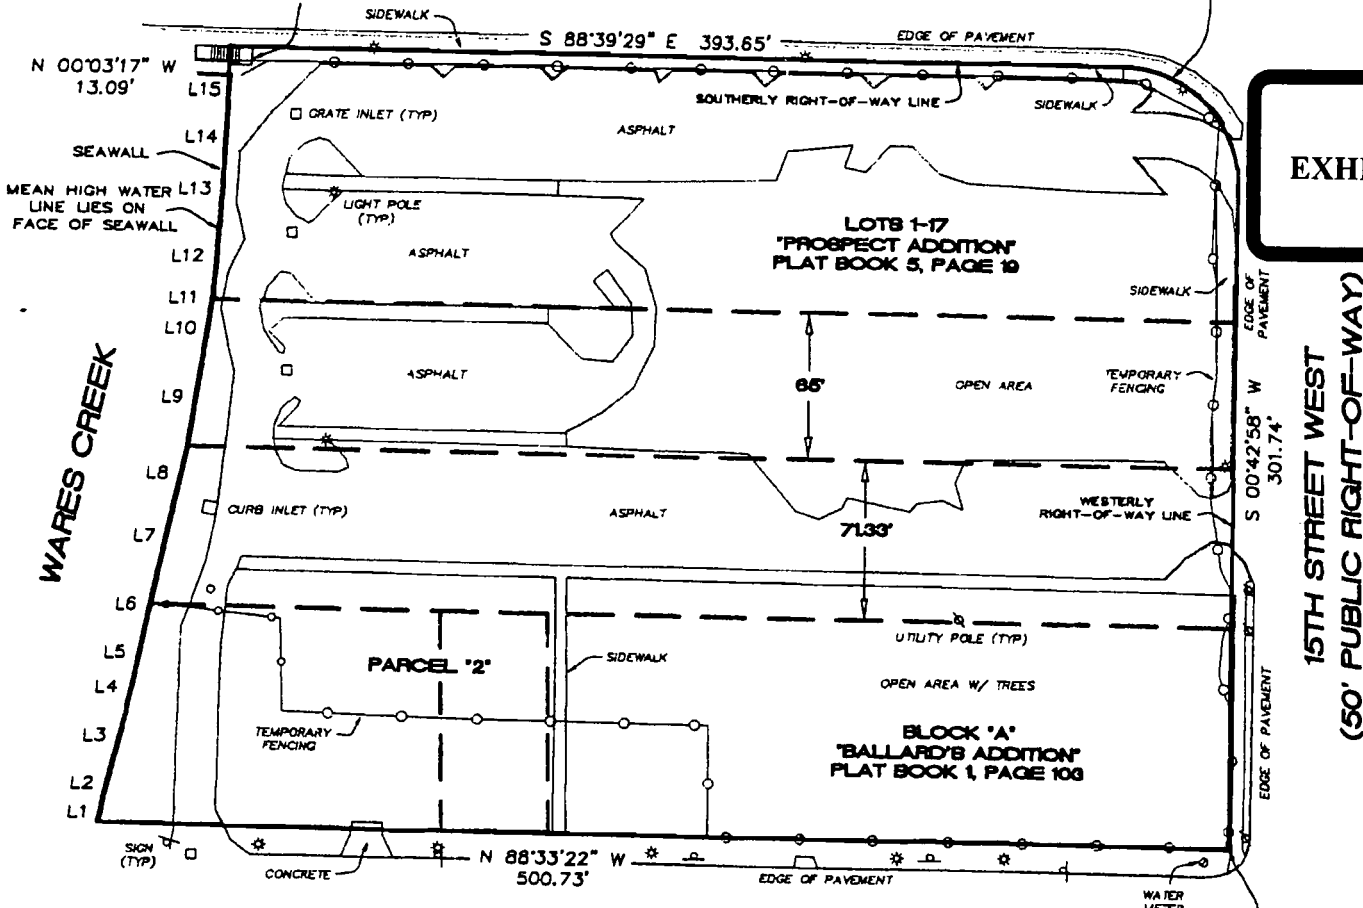 SIDEWALK
S 88°39'29" E 393.65'
EDGE OF PAVEMENT
N 00°03'17" W
13.09'
L15
SOUTHERLY RIGHT-OF-WAY LINE
SIDEWALK
GRATE INLET (TYP)
ASPHALT
L14
SEAWALL
EXHI
MEAN HIGH WATER
LINE LIES ON
FACE OF SEAWALL
L13
LIGHT POLE
(TYP.)
LOTS 1-17
"PROSPECT ADDITION"
PLAT BOOK 5, PAGE 19
L12
ASPHALT
SIDEWALK
EDGE OF
PAVEMENT
L11
L10
WARES CREEK
ASPHALT
65'
OPEN AREA
TEMPORARY
FENCING
L9
S 00°42'58" W
301.74'
15TH STREET WEST
(50' PUBLIC RIGHT-OF-WAY)
L8
CURB INLET (TYP)
ASPHALT
WESTERLY
RIGHT-OF-WAY LINE
L7
71.33'
L6
UTILITY POLE (TYP)
L5
PARCEL "2"
SIDEWALK
L4
OPEN AREA W/ TREES
L3
TEMPORARY
FENCING
BLOCK "A"
"BALLARD'S ADDITION"
PLAT BOOK 1, PAGE 103
EDGE OF PAVEMENT
L2
L1
SIGN
(TYP)
CONCRETE
N 88°33'22" W
500.73'
EDGE OF PAVEMENT
WATER